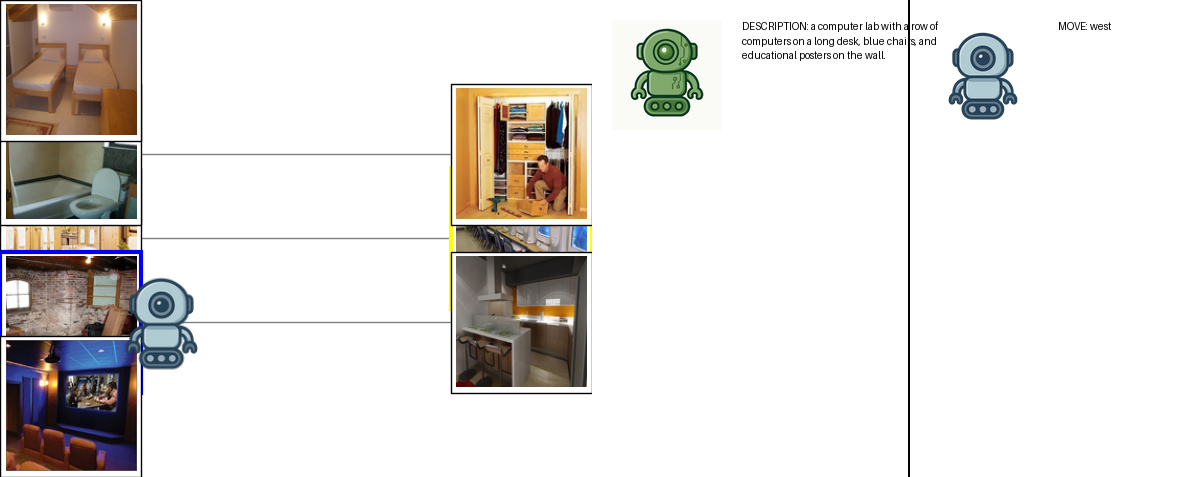 DESCRIPTION: a computer lab with a row of
computers on a long desk, blue chairs, and
educational posters on the wall.
MOVE: west